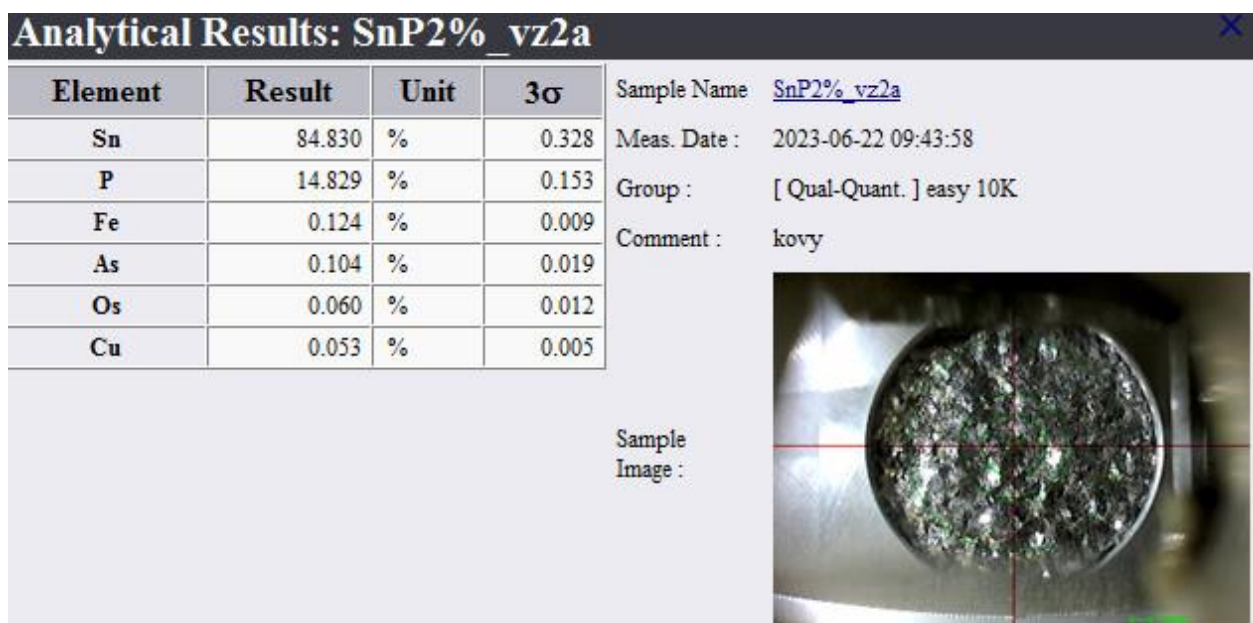 Analytical Results: SnP2%_vz2a
Element Result Unit 3σ
Sn 84.830 % 0.328
P 14.829 % 0.153
Fe 0.124 % 0.009
As 0.104 % 0.019
Os 0.060 % 0.012
Cu 0.053 % 0.005
Sample Name SnP2%_vz2a
Meas. Date : 2023-06-22 09:43:58
Group : [ Qual-Quant. ] easy 10K
Comment : kovy
Sample
Image :